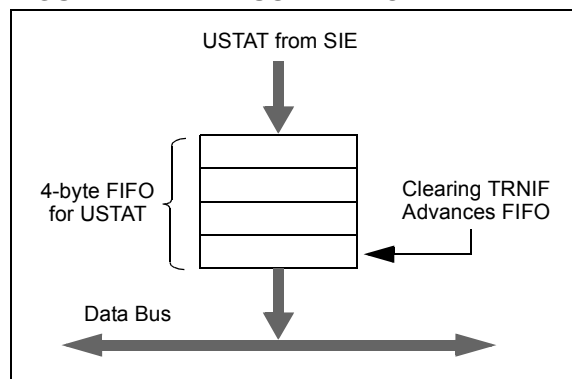 USTAT from SIE
4-byte FIFO
for USTAT
Clearing TRNIF
Advances FIFO
Data Bus